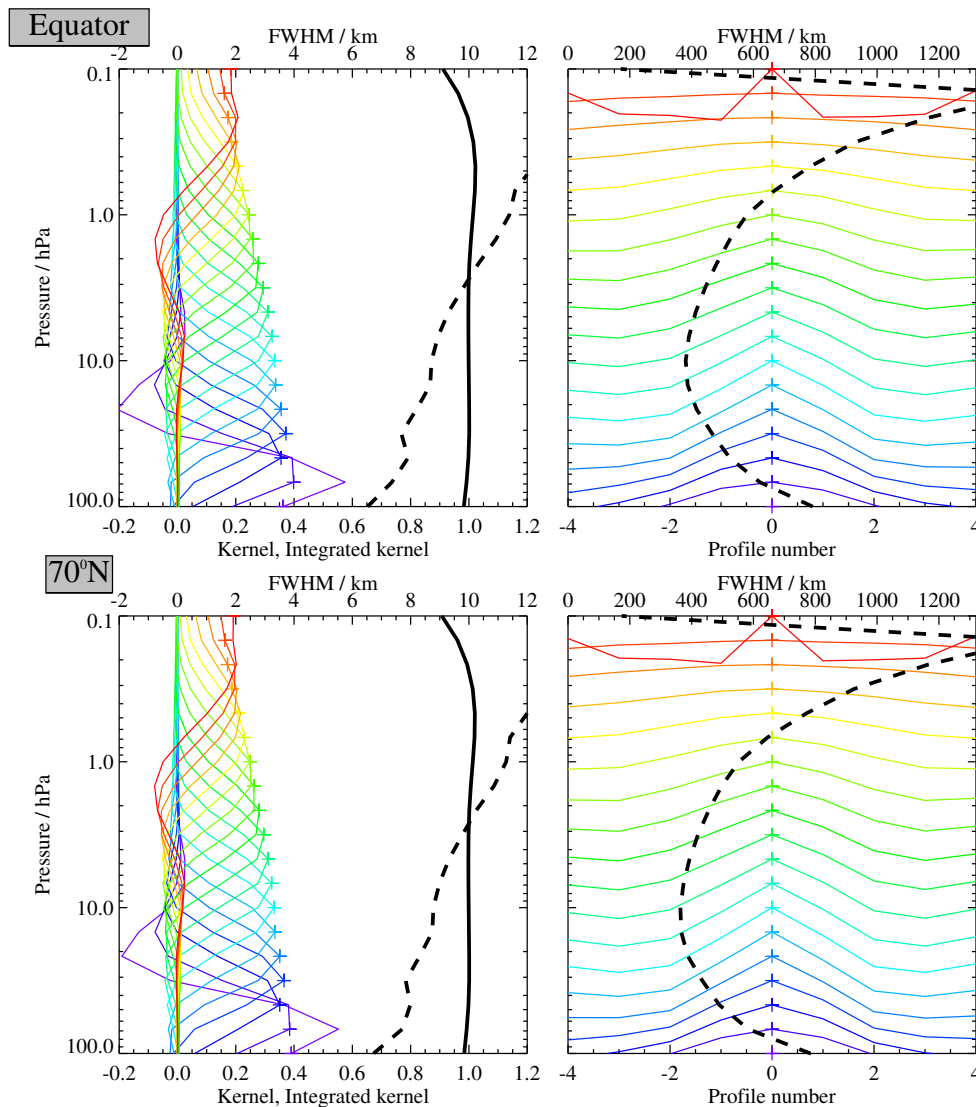 Equator
FWHM / km
-2 0 2 4 6 8 10 12
Pressure / hPa
0.1
1.0
10.0
100.0
-0.2 0.0 0.2 0.4 0.6 0.8 1.0 1.2
Kernel, Integrated kernel
FWHM / km
0 200 400 600 800 1000 1200
-4 -2 0 2 4
Profile number
70⁰N
FWHM / km
-2 0 2 4 6 8 10 12
Pressure / hPa
0.1
1.0
10.0
100.0
-0.2 0.0 0.2 0.4 0.6 0.8 1.0 1.2
Kernel, Integrated kernel
FWHM / km
0 200 400 600 800 1000 1200
-4 -2 0 2 4
Profile number